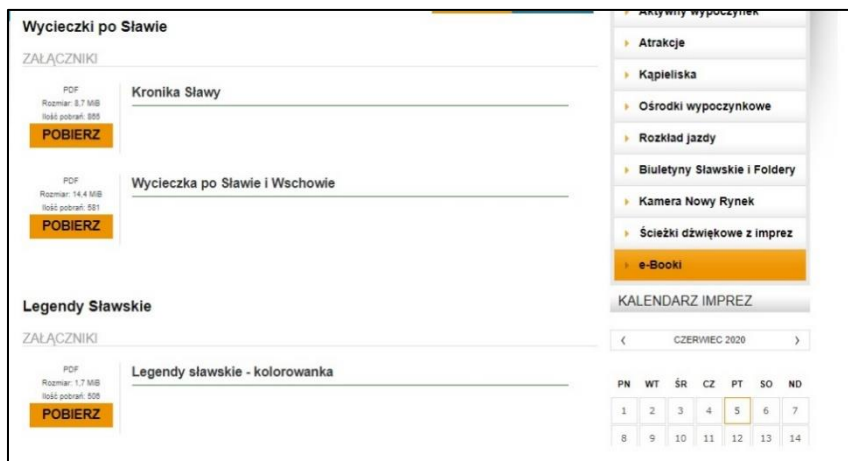 Wycieczki po Sławie
ZAŁĄCZNIKI
PDF
Rozmiar: 8,7 MiB
Ilość pobrań: 866
POBIERZ
Kronika Sławy
PDF
Rozmiar: 14,4 MiB
Ilość pobrań: 581
POBIERZ
Wycieczka po Sławie i Wschowie
Legendy Sławskie
ZAŁĄCZNIKI
PDF
Rozmiar: 1,7 MiB
Ilość pobrań: 506
POBIERZ
Legendy sławskie - kolorowanka
Aktywny wypoczynek
Atrakcje
Kąpieliska
Ośrodki wypoczynkowe
Rozkład jazdy
Biuletyny Sławskie i Foldery
Kamera Nowy Rynek
Ścieżki dźwiękowe z imprez
e-Booki
KALENDARZ IMPREZ
‹ CZERWIEC 2020 ›
PN WT ŚR CZ PT SO ND
1 2 3 4 5 6 7
8 9 10 11 12 13 14